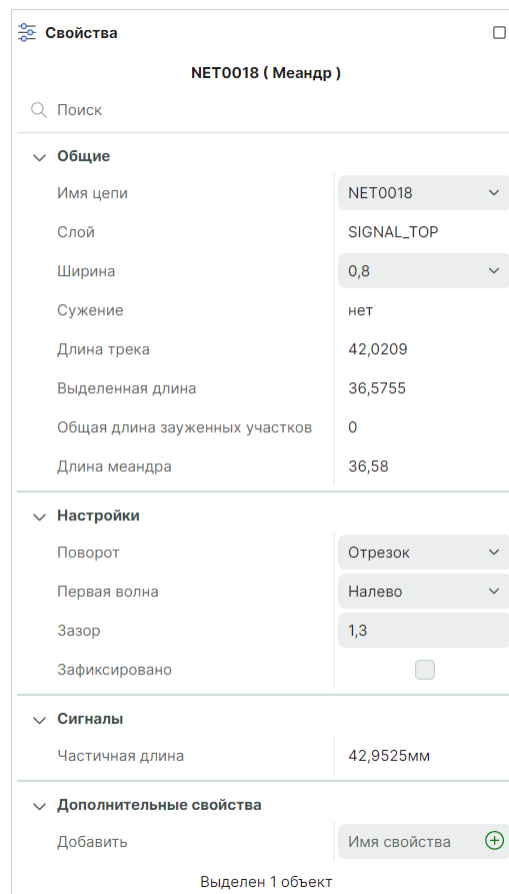 Свойства
NET0018 ( Меандр )
Поиск
Общие
Имя цепи NET0018
Слой SIGNAL_TOP
Ширина 0,8
Сужение нет
Длина трека 42,0209
Выделенная длина 36,5755
Общая длина зауженных участков 0
Длина меандра 36,58
Настройки
Поворот Отрезок
Первая волна Налево
Зазор 1,3
Зафиксировано
Сигналы
Частичная длина 42,9525мм
Дополнительные свойства
Добавить Имя свойства
Выделен 1 объект